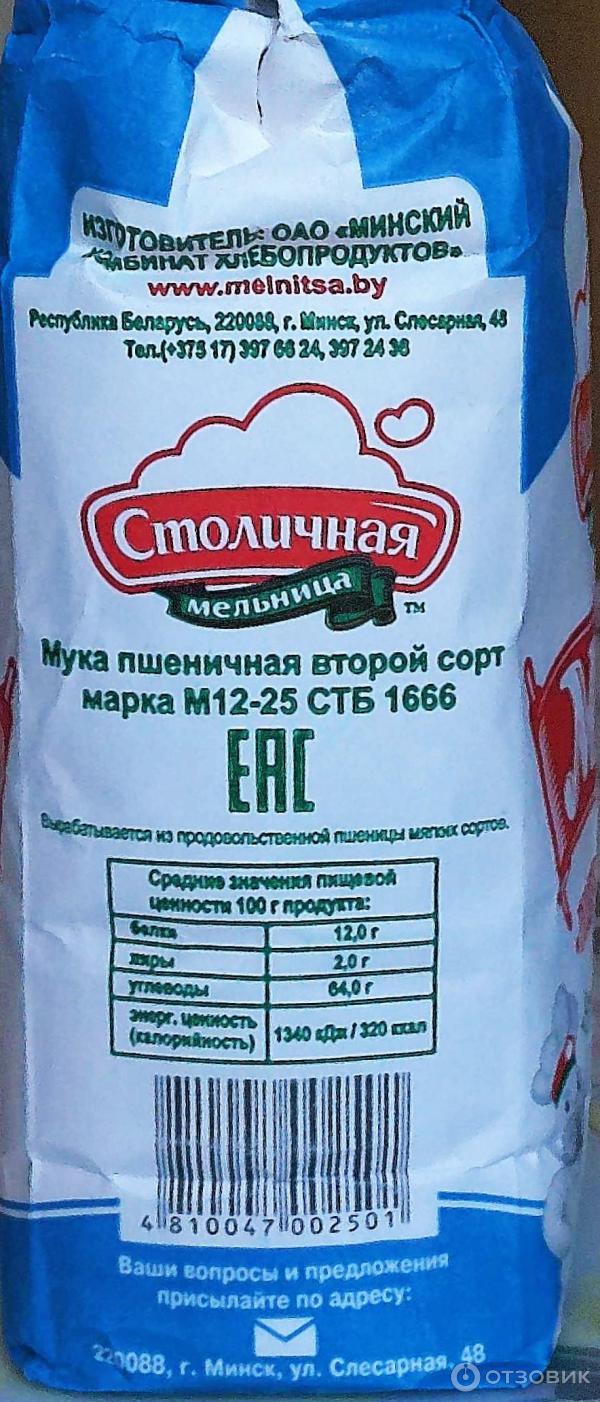 ИЗГОТОВИТЕЛЬ: ОАО «МИНСКИЙ
КОМБИНАТ ХЛЕБОПРОДУКТОВ»
www.melnitsa.by
Республика Беларусь, 220088, г. Минск, ул. Слесарная, 48
Тел.(+375 17) 397 66 24, 397 24 36
Столичная
мельница
TM
Мука пшеничная второй сорт
марка М12-25 СТБ 1666
EAC
Вырабатывается из продовольственной пшеницы мягких сортов.
Средние значения пищевой
ценности 100 г продукта:
белки 12,0 г
жиры 2,0 г
углеводы 64,0 г
энерг. ценность
(калорийность) 1340 кДж / 320 ккал
4 810047 002501
Ваши вопросы и предложения
присылайте по адресу:
220088, г. Минск, ул. Слесарная, 48
ОТЗОВИК